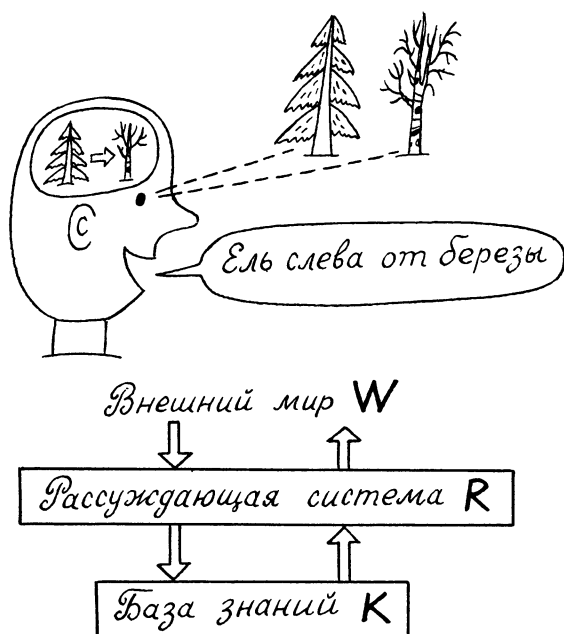 Ель слева от березы
Внешний мир W
Рассуждающая система R
База знаний K